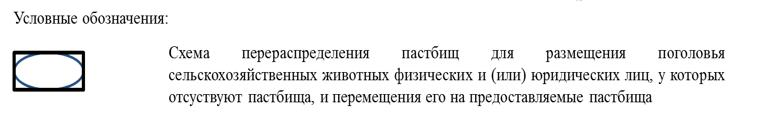 Условные обозначения:
Схема перераспределения пастбищ для размещения поголовья
сельскохозяйственных животных физических и (или) юридических лиц, у которых
отсуствуют пастбища, и перемещения его на предоставляемые пастбища